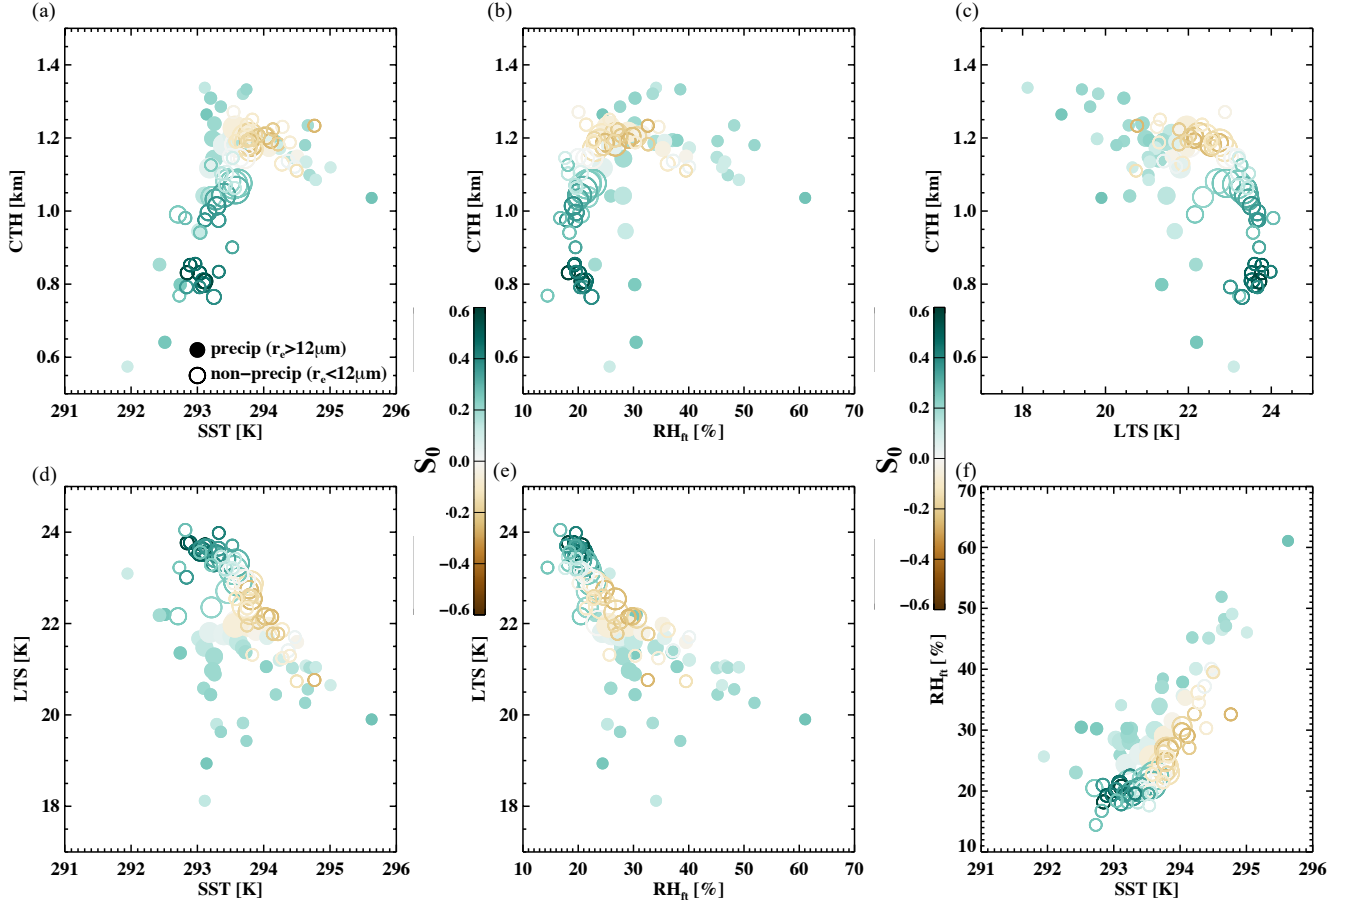 (a)
(b)
(c)
1.4
1.2
1.0
0.8
0.6
CTH [km]
291 292 293 294 295 296
SST [K]
precip (rₑ>12μm)
non−precip (rₑ<12μm)
1.4
1.2
1.0
0.8
0.6
CTH [km]
10 20 30 40 50 60 70
RH_ft [%]
1.4
1.2
1.0
0.8
0.6
CTH [km]
18 20 22 24
LTS [K]
0.6
0.4
0.2
0.0
−0.2
−0.4
−0.6
S₀
0.6
0.4
0.2
0.0
−0.2
−0.4
−0.6
S₀
(d)
(e)
(f)
24
22
20
18
LTS [K]
291 292 293 294 295 296
SST [K]
24
22
20
18
LTS [K]
10 20 30 40 50 60 70
RH_ft [%]
70
60
50
40
30
20
10
RH_ft [%]
291 292 293 294 295 296
SST [K]